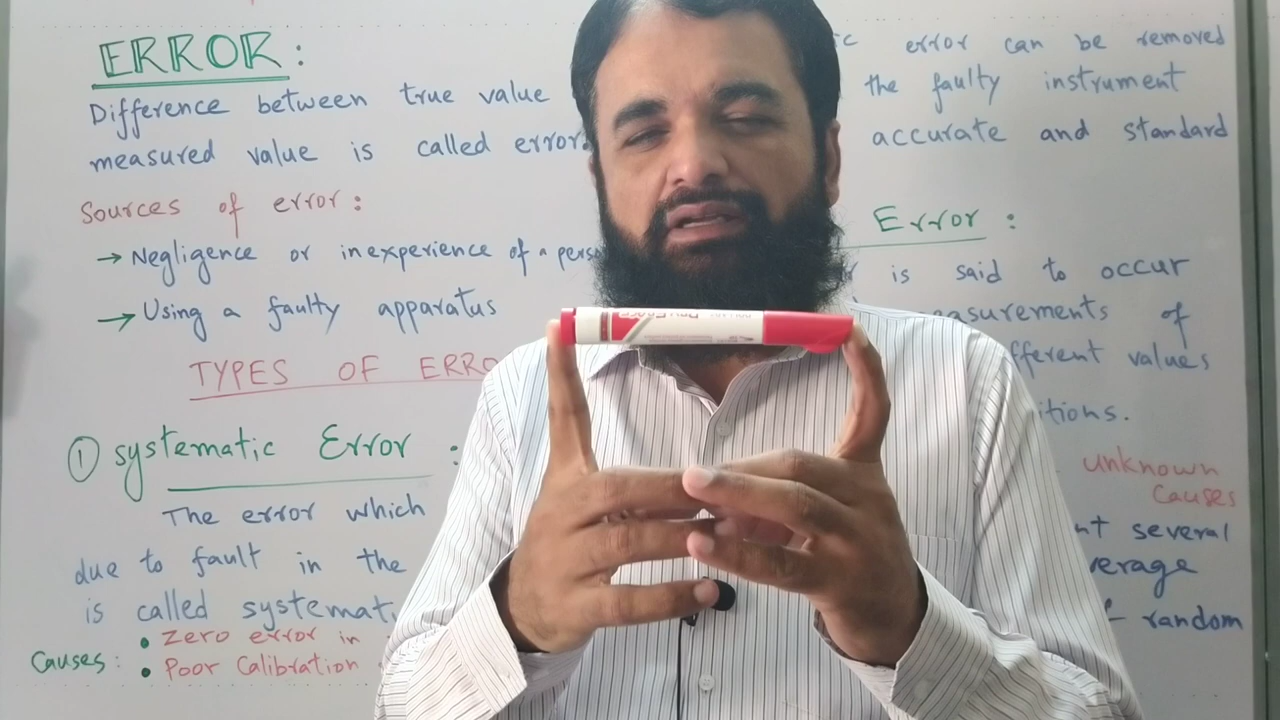 ERROR:
Difference between true value
measured value is called error.
Sources of error:
→ Negligence or inexperience of a pers
→ Using a faulty apparatus
TYPES OF ERRO
① systematic Error :
The error which
due to fault in the
is called systemat
Causes: • Zero error in
• Poor Calibration
ic error can be removed
the faulty instrument
accurate and standard
Error :
is said to occur
easurements of
fferent values
itions.
unknown
Causes
nt several
verage
f random